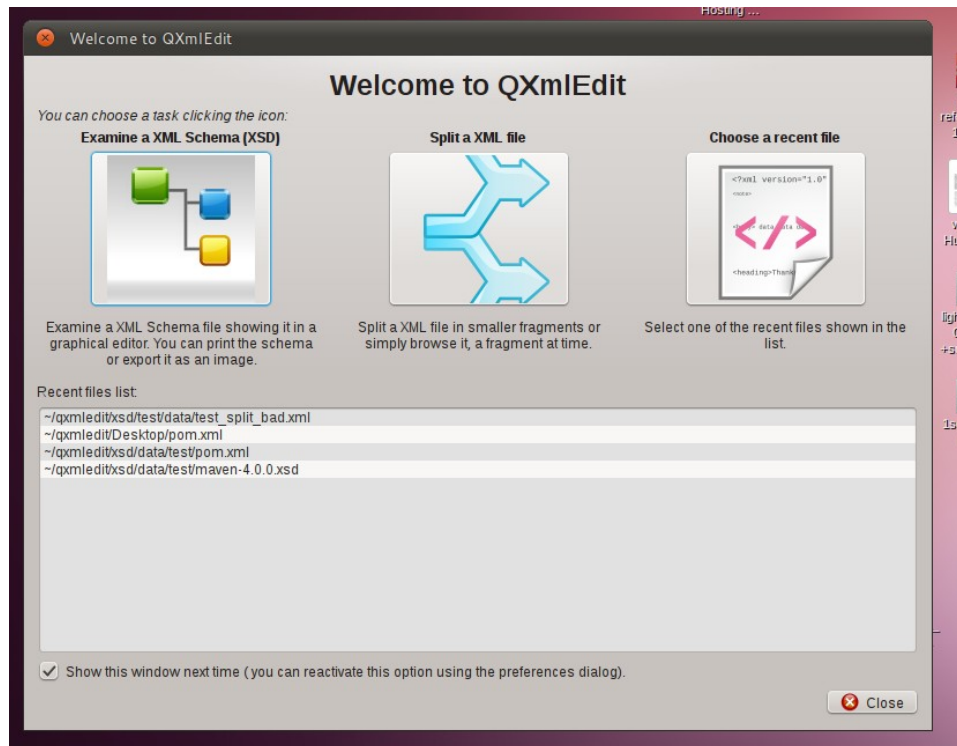 Hosting ...
Welcome to QXmlEdit
Welcome to QXmlEdit
You can choose a task clicking the icon:
Examine a XML Schema (XSD)
Split a XML file
Choose a recent file
<?xml version="1.0"
</>
<heading>Thank
Examine a XML Schema file showing it in a
graphical editor. You can print the schema
or export it as an image.
Split a XML file in smaller fragments or
simply browse it, a fragment at time.
Select one of the recent files shown in the
list.
Recent files list:
~/qxmledit/xsd/test/data/test_split_bad.xml
~/qxmledit/Desktop/pom.xml
~/qxmledit/xsd/data/test/pom.xml
~/qxmledit/xsd/data/test/maven-4.0.0.xsd
Show this window next time ( you can reactivate this option using the preferences dialog).
Close